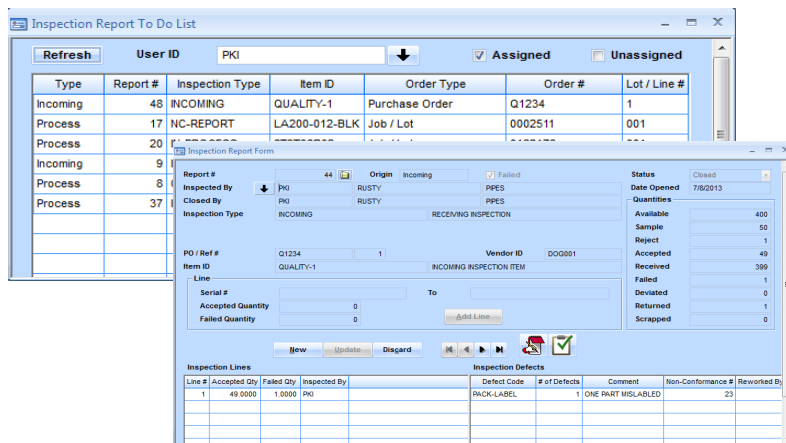 Inspection Report To Do List
Refresh User ID PKI Assigned Unassigned
Type Report # Inspection Type Item ID Order Type Order # Lot / Line #
Incoming 48 INCOMING QUALITY-1 Purchase Order Q1234 1
Process 17 NC-REPORT LA200-012-BLK Job / Lot 0002511 001
Process 20
Incoming 9
Process 8
Process 37
Inspection Report Form
Report # 44 Origin Incoming Failed Status Closed
Inspected By PKI RUSTY PIPES Date Opened 7/8/2013
Closed By PKI RUSTY PIPES Quantities
Inspection Type INCOMING RECEIVING INSPECTION Available 400
Sample 50
Reject 1
PO / Ref # Q1234 1 Vendor ID DOG001 Accepted 49
Item ID QUALITY-1 INCOMING INSPECTION ITEM Received 399
Line Failed 1
Serial # To Deviated 0
Accepted Quantity 0 Returned 1
Failed Quantity 0 Add Line Scrapped 0
New Update Discard
Inspection Lines Inspection Defects
Line # Accepted Qty Failed Qty Inspected By Defect Code # of Defects Comment Non-Conformance # Reworked By
1 49.0000 1.0000 PKI PACK-LABEL 1 ONE PART MISLABLED 23